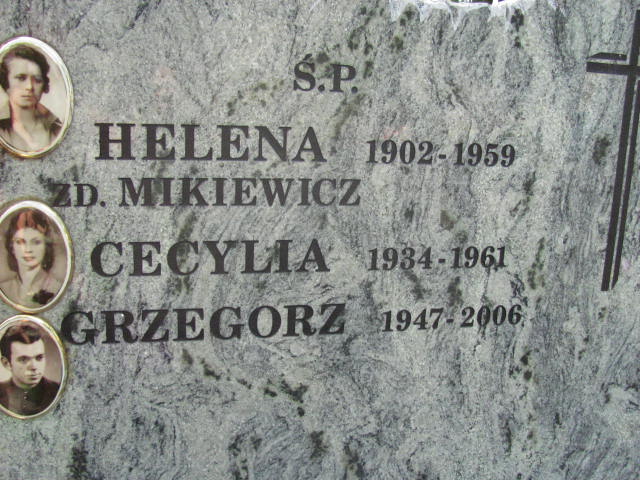 Ś.P.
HELENA 1902-1959
ZD. MIKIEWICZ
CECYLIA 1934-1961
GRZEGORZ 1947-2006